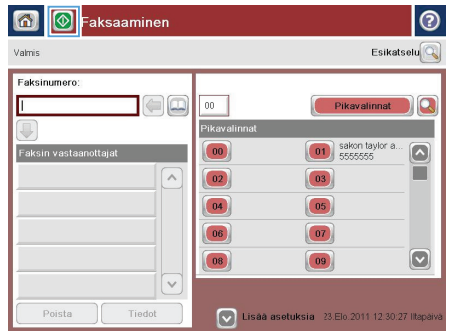 Faksaaminen
Valmis
Esikatselu
Faksinumero:
00
Pikavalinnat
Pikavalinnat
Faksin vastaanottajat
00
01 sakon taylor a...
5555555
02
03
04
05
06
07
08
09
Poista
Tiedot
Lisää asetuksia
23.Elo.2011 12:30:27 Iltapäivä